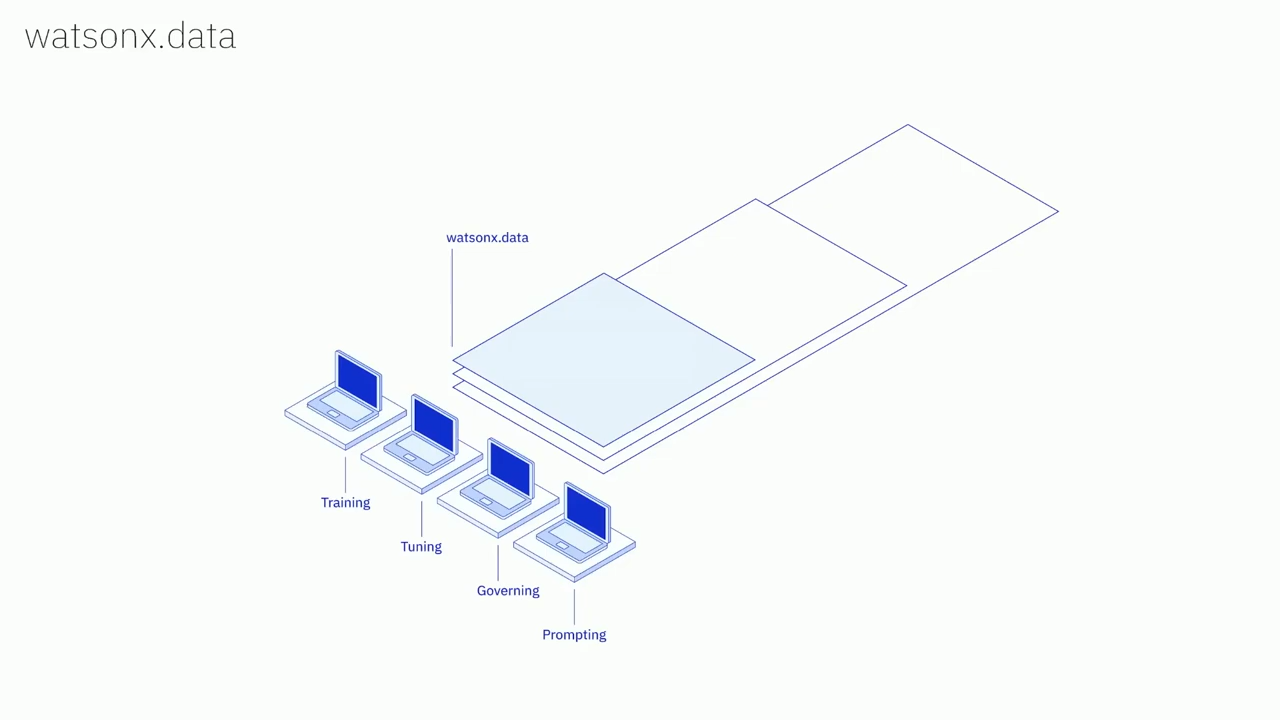 watsonx.data
watsonx.data
Training
Tuning
Governing
Prompting